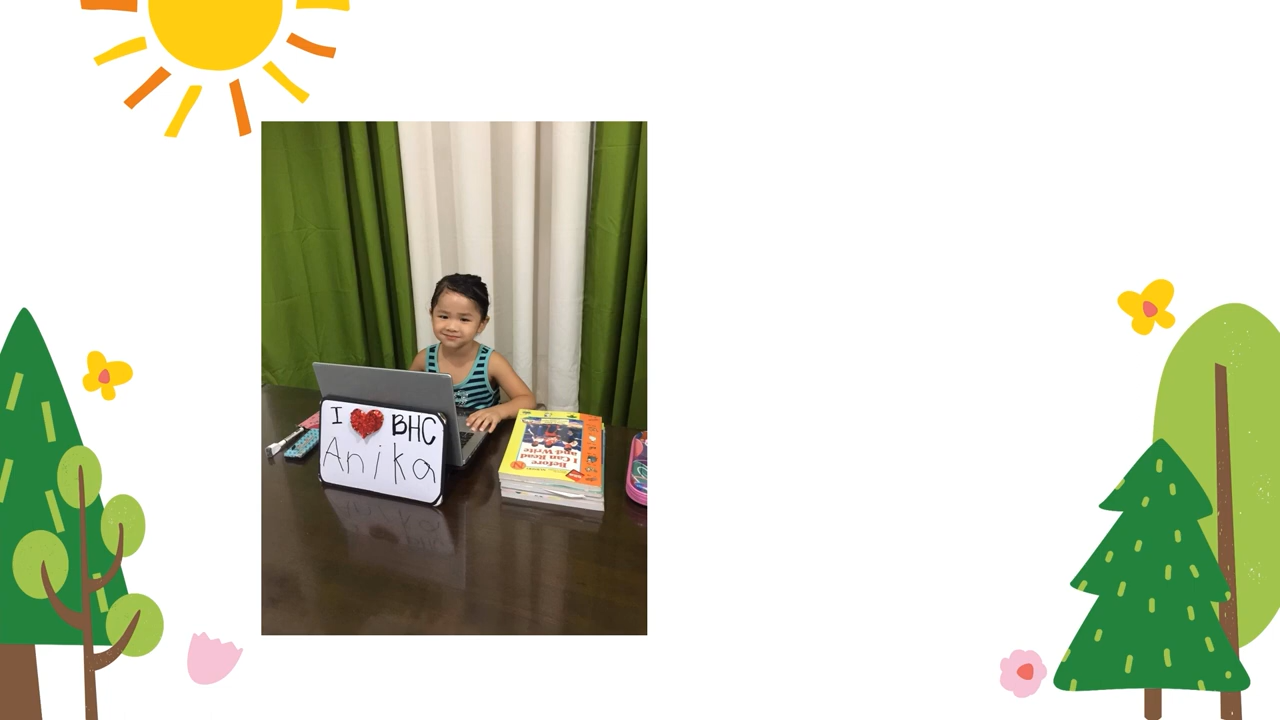 I ❤ BHC
Anika
Before
I Can Read
and Write